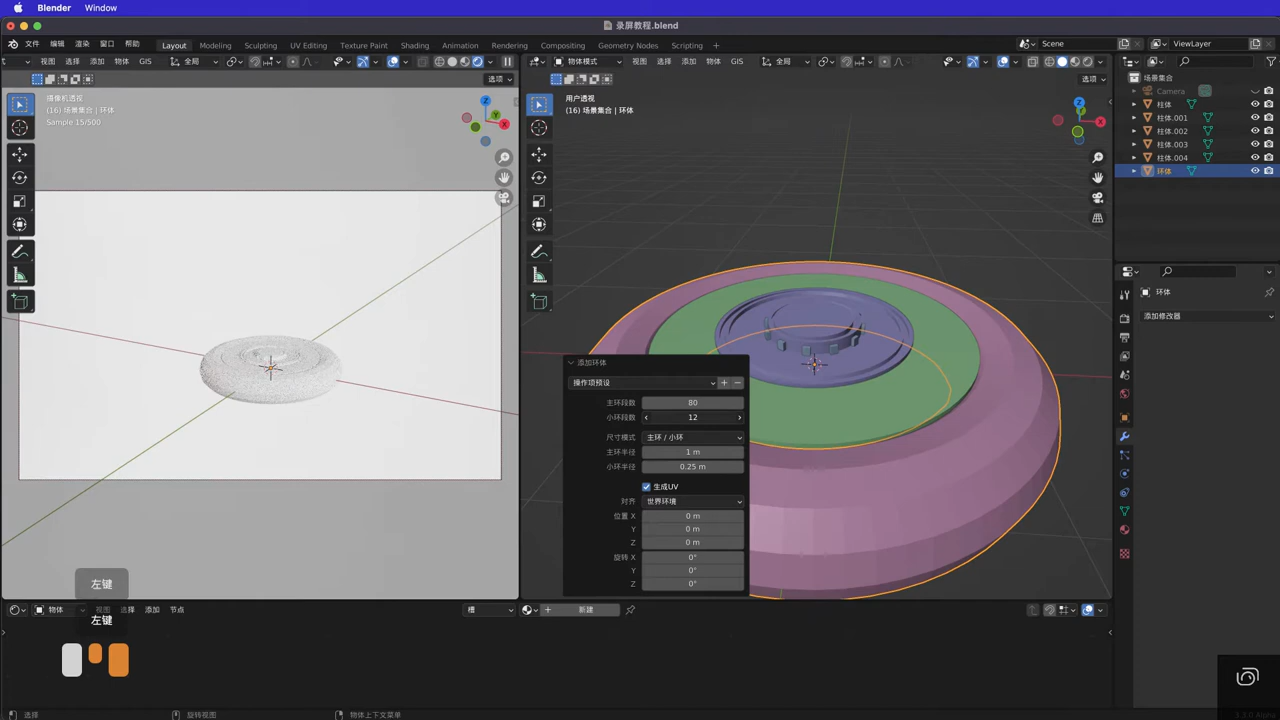 Blender Window
录屏教程.blend
文件 编辑 渲染 窗口 帮助 Layout Modeling Sculpting UV Editing Texture Paint Shading Animation Rendering Compositing Geometry Nodes Scripting + Scene ViewLayer
视图 选择 添加 物体 GIS 全局
物体模式 视图 选择 添加 物体 GIS 全局
选项
选项
摄像机透视
(16) 场景集合 | 环体
Sample 15/500
用户透视
(16) 场景集合 | 环体
Z
Y
X
Z
Y
X
场景集合
Camera
柱体
柱体.001
柱体.002
柱体.003
柱体.004
环体
环体
添加修改器
添加环体
操作项预设
主环段数 80
小环段数 12
尺寸模式 主环 / 小环
主环半径 1 m
小环半径 0.25 m
生成UV
对齐 世界环境
位置 X 0 m
Y 0 m
Z 0 m
旋转 X 0°
Y 0°
Z 0°
左键
左键
物体 视图 选择 添加 节点 槽 新建
选择 旋转视图 物体上下文菜单